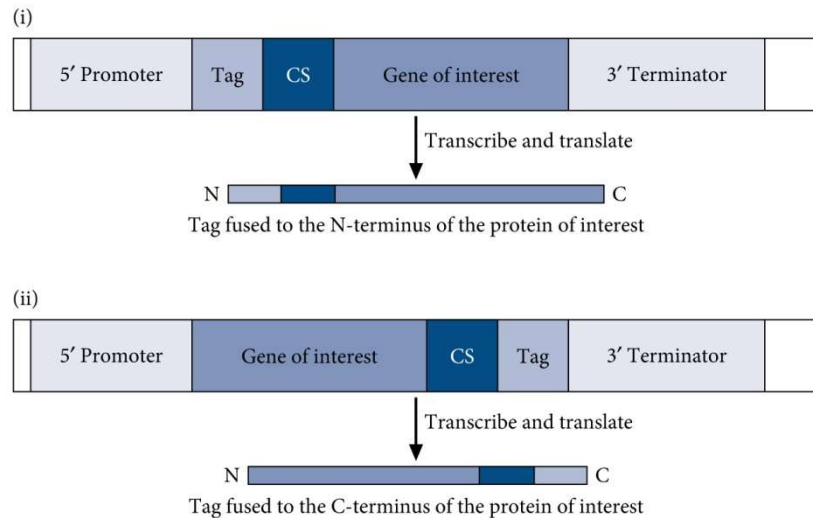 (i)
5′ Promoter Tag CS Gene of interest 3′ Terminator
Transcribe and translate
N C
Tag fused to the N-terminus of the protein of interest
(ii)
5′ Promoter Gene of interest CS Tag 3′ Terminator
Transcribe and translate
N C
Tag fused to the C-terminus of the protein of interest